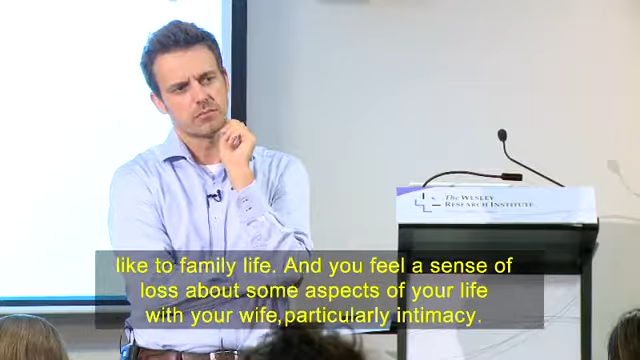 The Wesley
Research Institute
like to family life. And you feel a sense of
loss about some aspects of your life
with your wife,particularly intimacy.